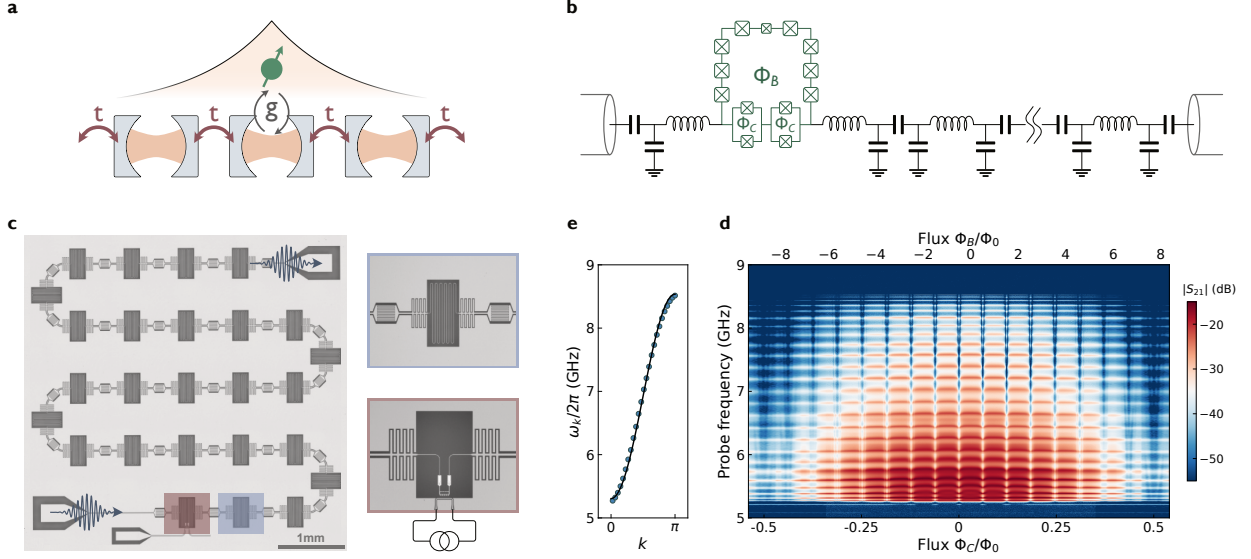 a
t
t
g
t
t
b
Φ_B
Φ_C
Φ_C
c
1mm
e
ω_k/2π (GHz)
9
8
7
6
5
0
π
k
d
Flux Φ_B/Φ_0
−8
−6
−4
−2
0
2
4
6
8
Probe frequency (GHz)
9
8
7
6
5
-0.5
-0.25
0
0.25
0.5
Flux Φ_C/Φ_0
|S_21| (dB)
−20
−30
−40
−50